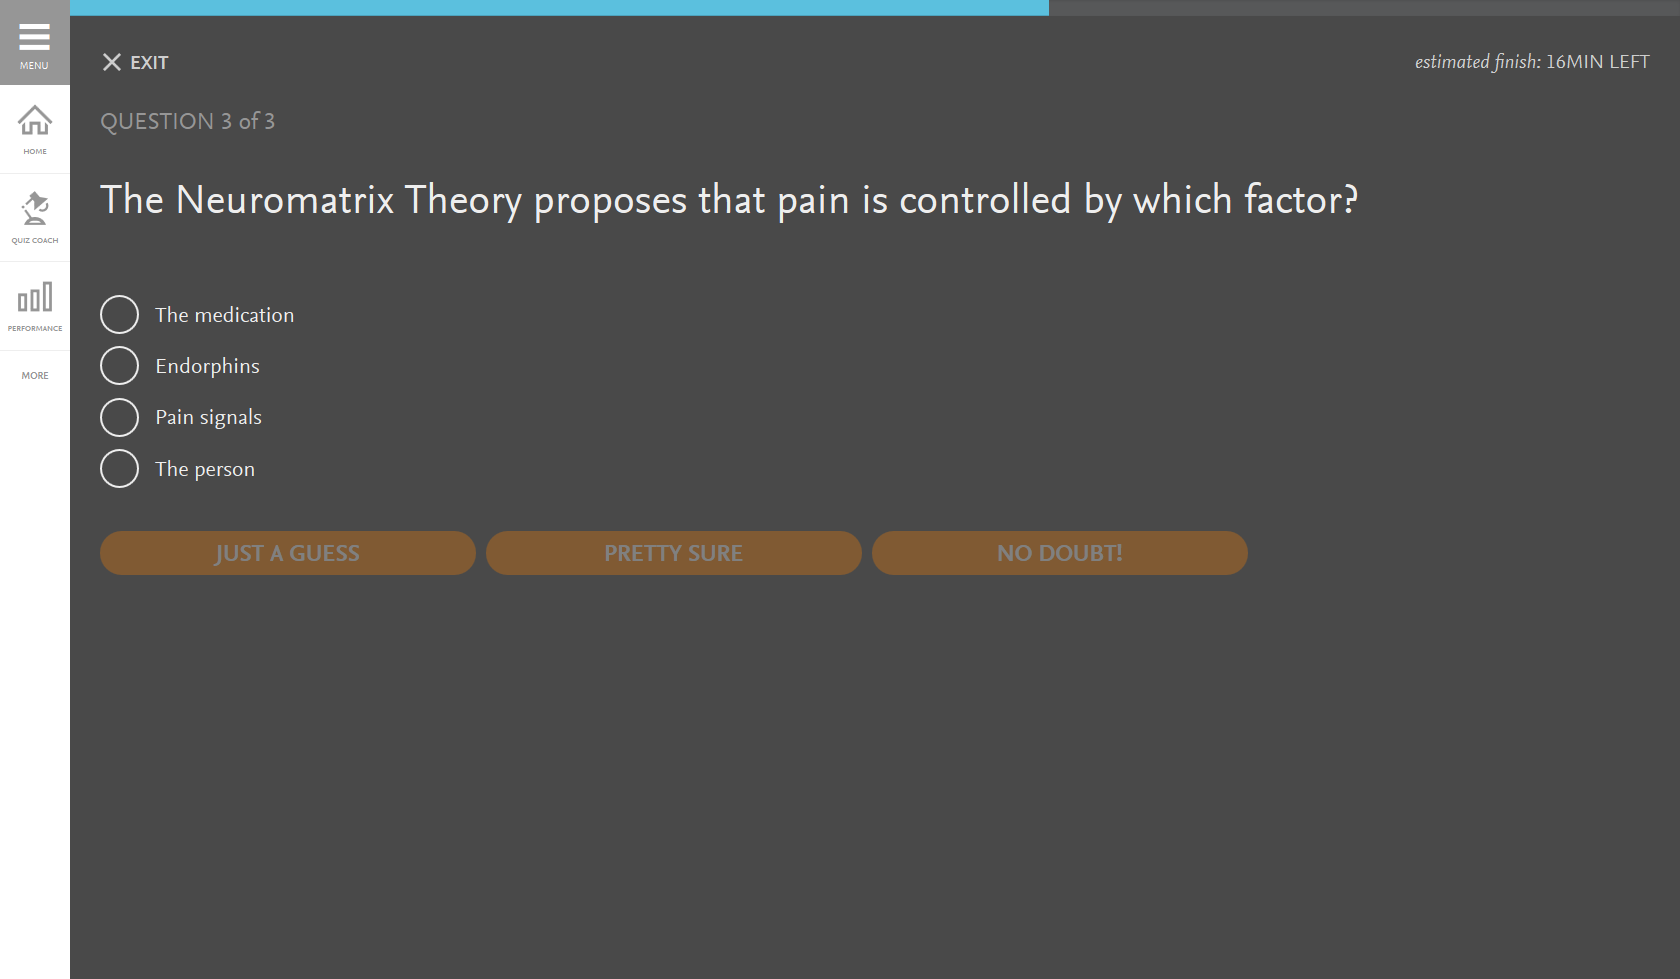 MENU
EXIT
estimated finish: 16MIN LEFT
QUESTION 3 of 3
HOME
The Neuromatrix Theory proposes that pain is controlled by which factor?
QUIZ COACH
The medication
PERFORMANCE
Endorphins
MORE
Pain signals
The person
JUST A GUESS
PRETTY SURE
NO DOUBT!